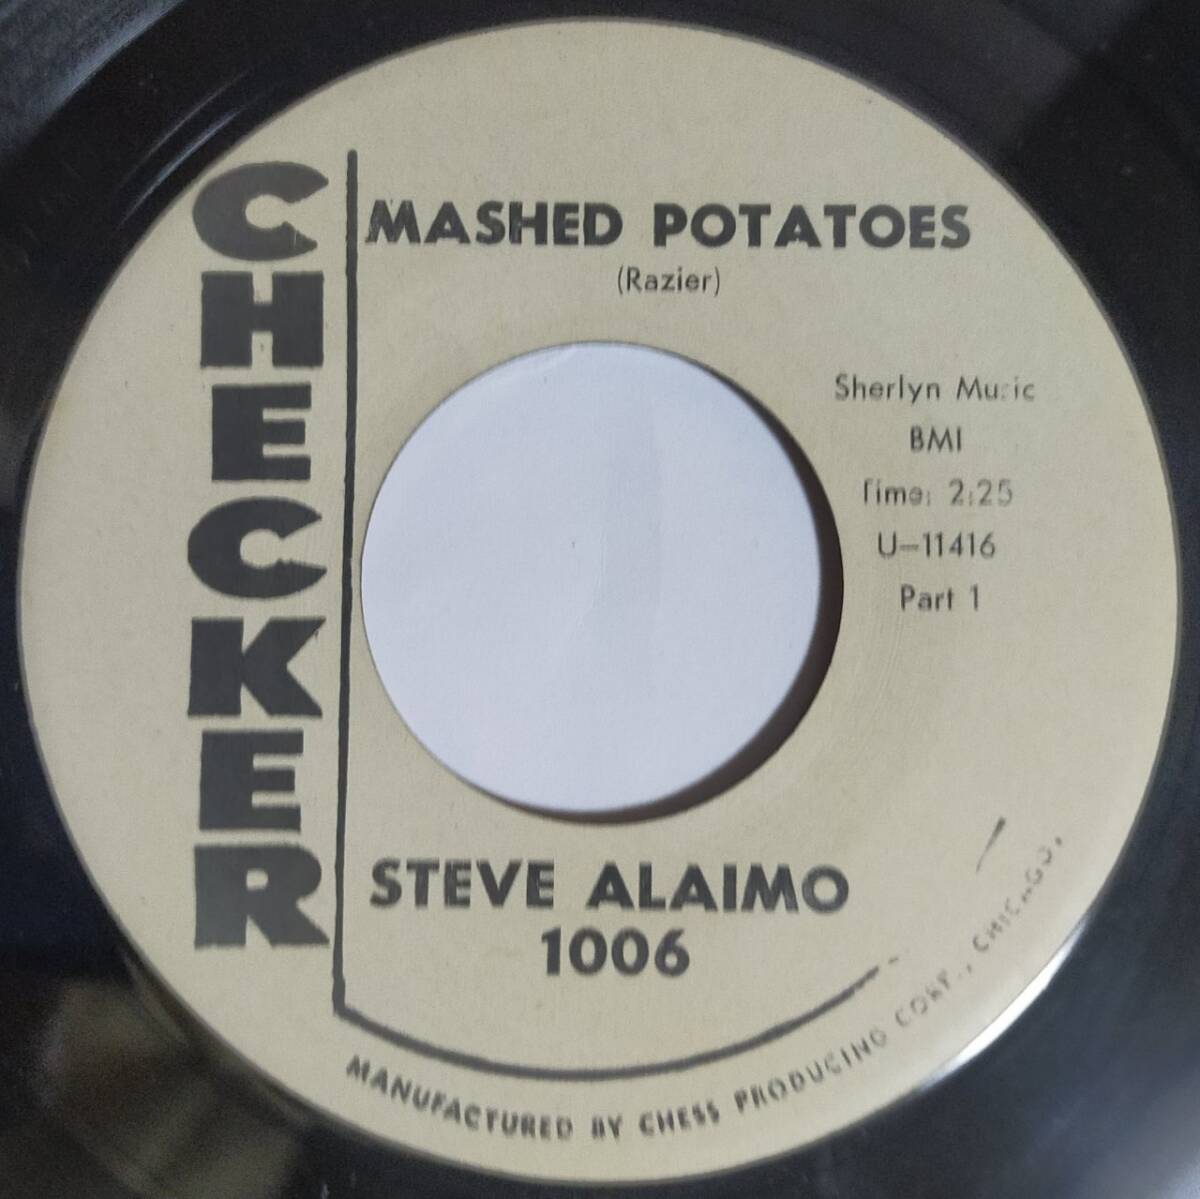 CHECKER
MASHED POTATOES
(Razier)
Sherlyn Music
BMI
Time: 2:25
U-11416
Part 1
STEVE ALAIMO
1006
MANUFACTURED BY CHESS PRODUCING CORP., CHICAGO,